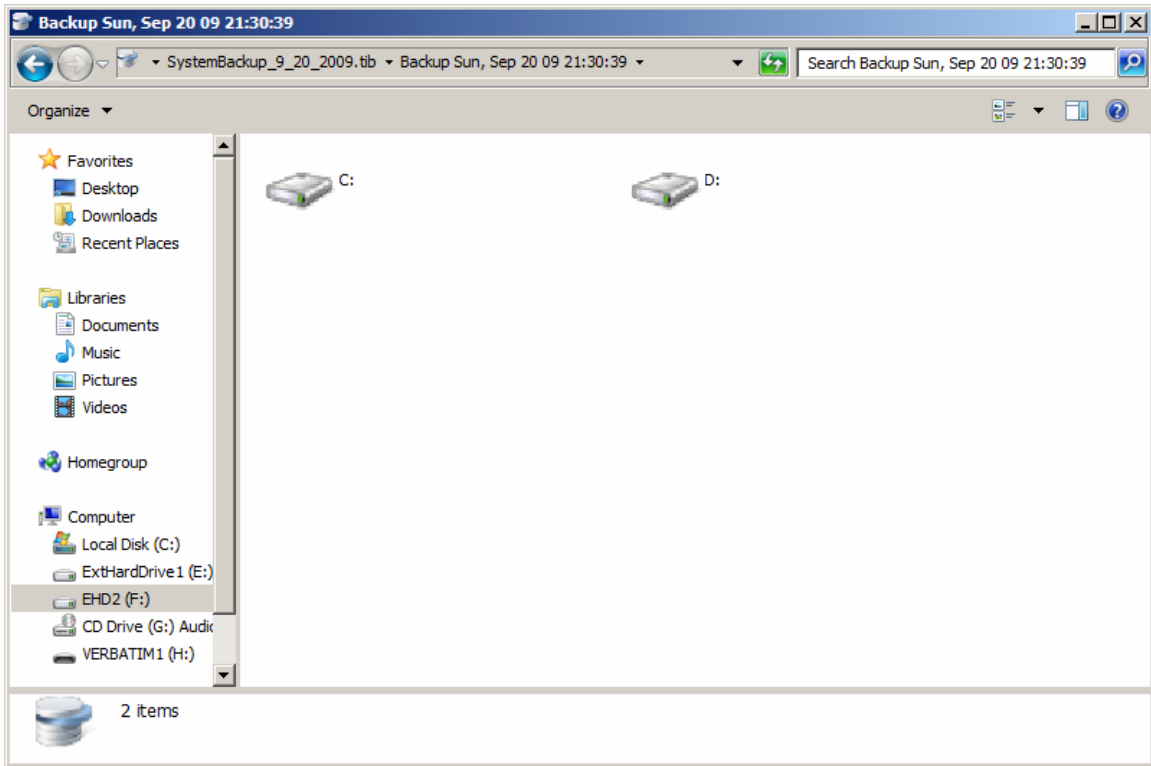 Backup Sun, Sep 20 09 21:30:39
SystemBackup_9_20_2009.tib Backup Sun, Sep 20 09 21:30:39
Search Backup Sun, Sep 20 09 21:30:39
Organize
Favorites
Desktop
Downloads
Recent Places
Libraries
Documents
Music
Pictures
Videos
Homegroup
Computer
Local Disk (C:)
ExtHardDrive1 (E:)
EHD2 (F:)
CD Drive (G:) Audio
VERBATIM1 (H:)
C:
D:
2 items